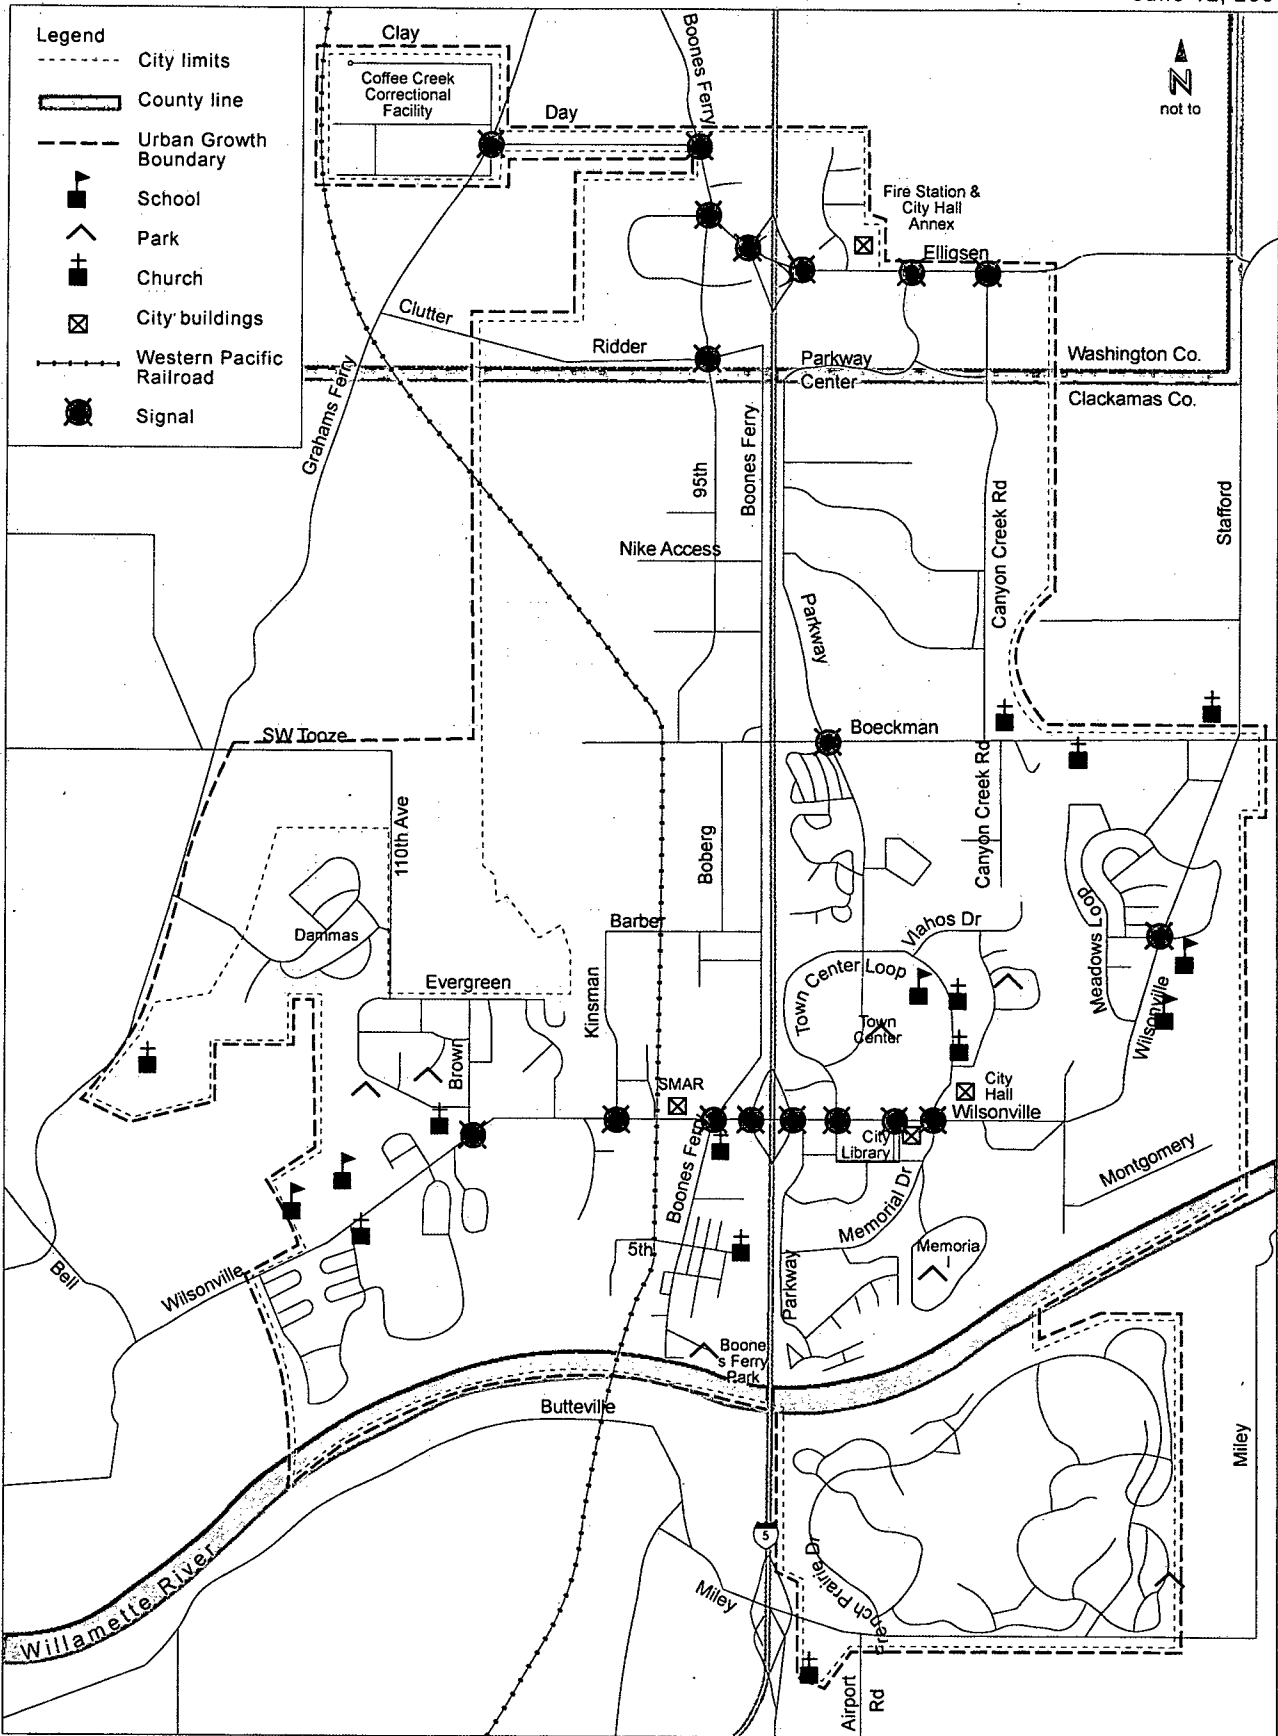 Legend
City limits
County line
Urban Growth
Boundary
School
Park
Church
City buildings
Western Pacific
Railroad
Signal
N
not to
Clay
Coffee Creek
Correctional
Facility
Boones Ferry
Day
Fire Station &
City Hall
Annex
Elligsen
Clutter
Ridder
Parkway
Center
Washington Co.
Clackamas Co.
Grahams Ferry
95th
Boones Ferry
Canyon Creek Rd
Stafford
Nike Access
Parkway
SW Tooze
Boeckman
110th Ave
Boberg
Canyon Creek Rd
Dammas
Barber
Vlahos Dr
Meadows Loop
Town Center Loop
Evergreen
Kinsman
Town
Center
Wilsonville
Brown
SMAR
City
Hall
Wilsonville
City
Library
Boones Ferry
Montgomery
Memorial Dr
Memoria
l
5th
Bell
Wilsonville
Parkway
Boone
s Ferry
Park
Butteville
Miley
5
French Prairie Dr
Miley
Willamette River
Airport
Rd